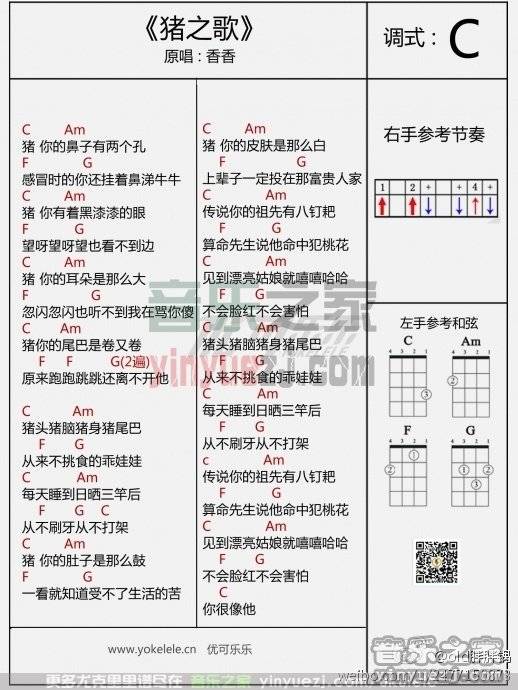 《猪之歌》
原唱：香香
调式：C
C Am
猪 你的鼻子有两个孔
F G
感冒时的你还挂着鼻涕牛牛
C Am
猪 你有着黑漆漆的眼
F G
望呀望呀望也看不到边
C Am
猪 你的耳朵是那么大
F G
忽闪忽闪也听不到我在骂你傻
C Am
猪你的尾巴是卷又卷
F F G(2遍)
原来跑跑跳跳还离不开他
C Am
猪头猪脑猪身猪尾巴
F G
从来不挑食的乖娃娃
C Am
每天睡到日晒三竿后
F G C
从不刷牙从不打架
C Am
猪 你的肚子是那么鼓
F G
一看就知道受不了生活的苦
C Am
猪 你的皮肤是那么白
F G
上辈子一定投在那富贵人家
C Am
传说你的祖先有八钉耙
F G
算命先生说他命中犯桃花
C Am
见到漂亮姑娘就嘻嘻哈哈
F G
不会脸红不会害怕
C Am
猪头猪脑猪身猪尾巴
F G
从来不挑食的乖娃娃
C Am
每天睡到日晒三竿后
F G
从不刷牙从不打架
c Am
传说你的祖先有八钉耙
F G
算命先生说他命中犯桃花
C Am
见到漂亮姑娘就嘻嘻哈哈
F G
不会脸红不会害怕
C
你很像他
右手参考节奏
1 2 + + 4 +
左手参考和弦
C Am
4 3 2 1 4 3 2 1
3 2
F G
4 3 2 1 4 3 2 1
2 1 1 2 3
音乐之家
yinyuezj.com
www.yokelele.cn 优可乐乐
更多尤克里里谱尽在 音乐之家
www.yinyuezj.com
音乐之家